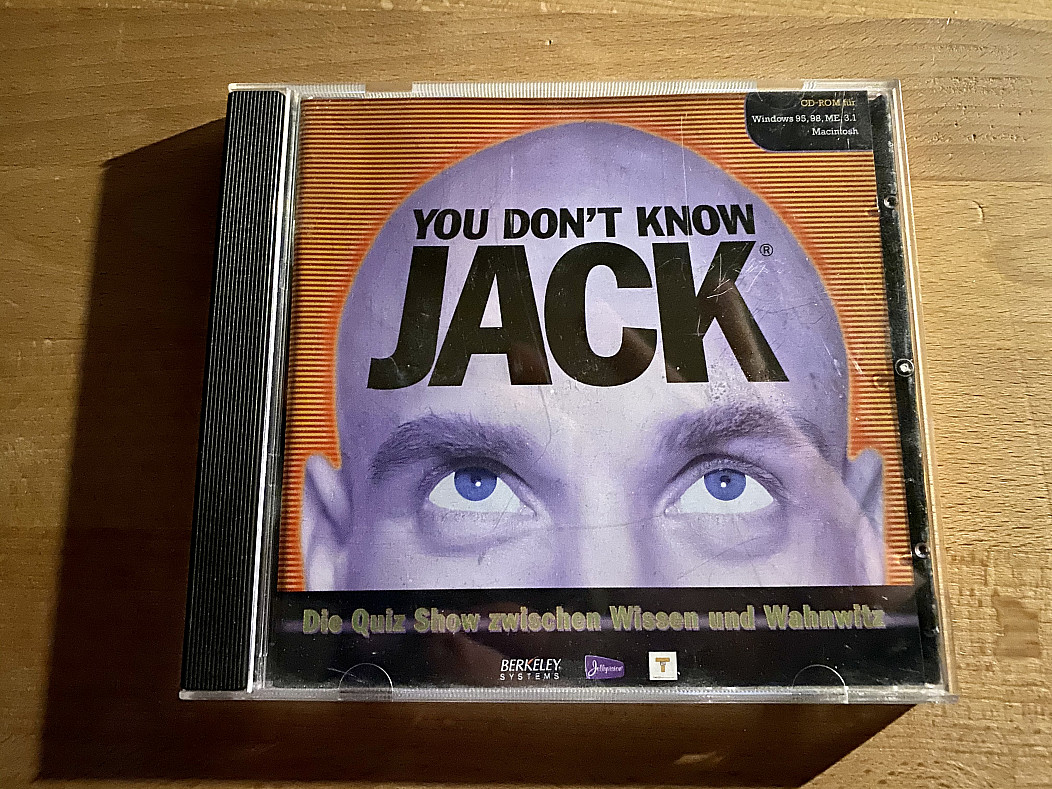 CD-ROM für
Windows 95, 98, ME, 3.1
Macintosh
YOU DON'T KNOW
JACK®
Die Quiz Show zwischen Wissen und Wahnwitz
BERKELEY
SYSTEMS
Jellyvision
T